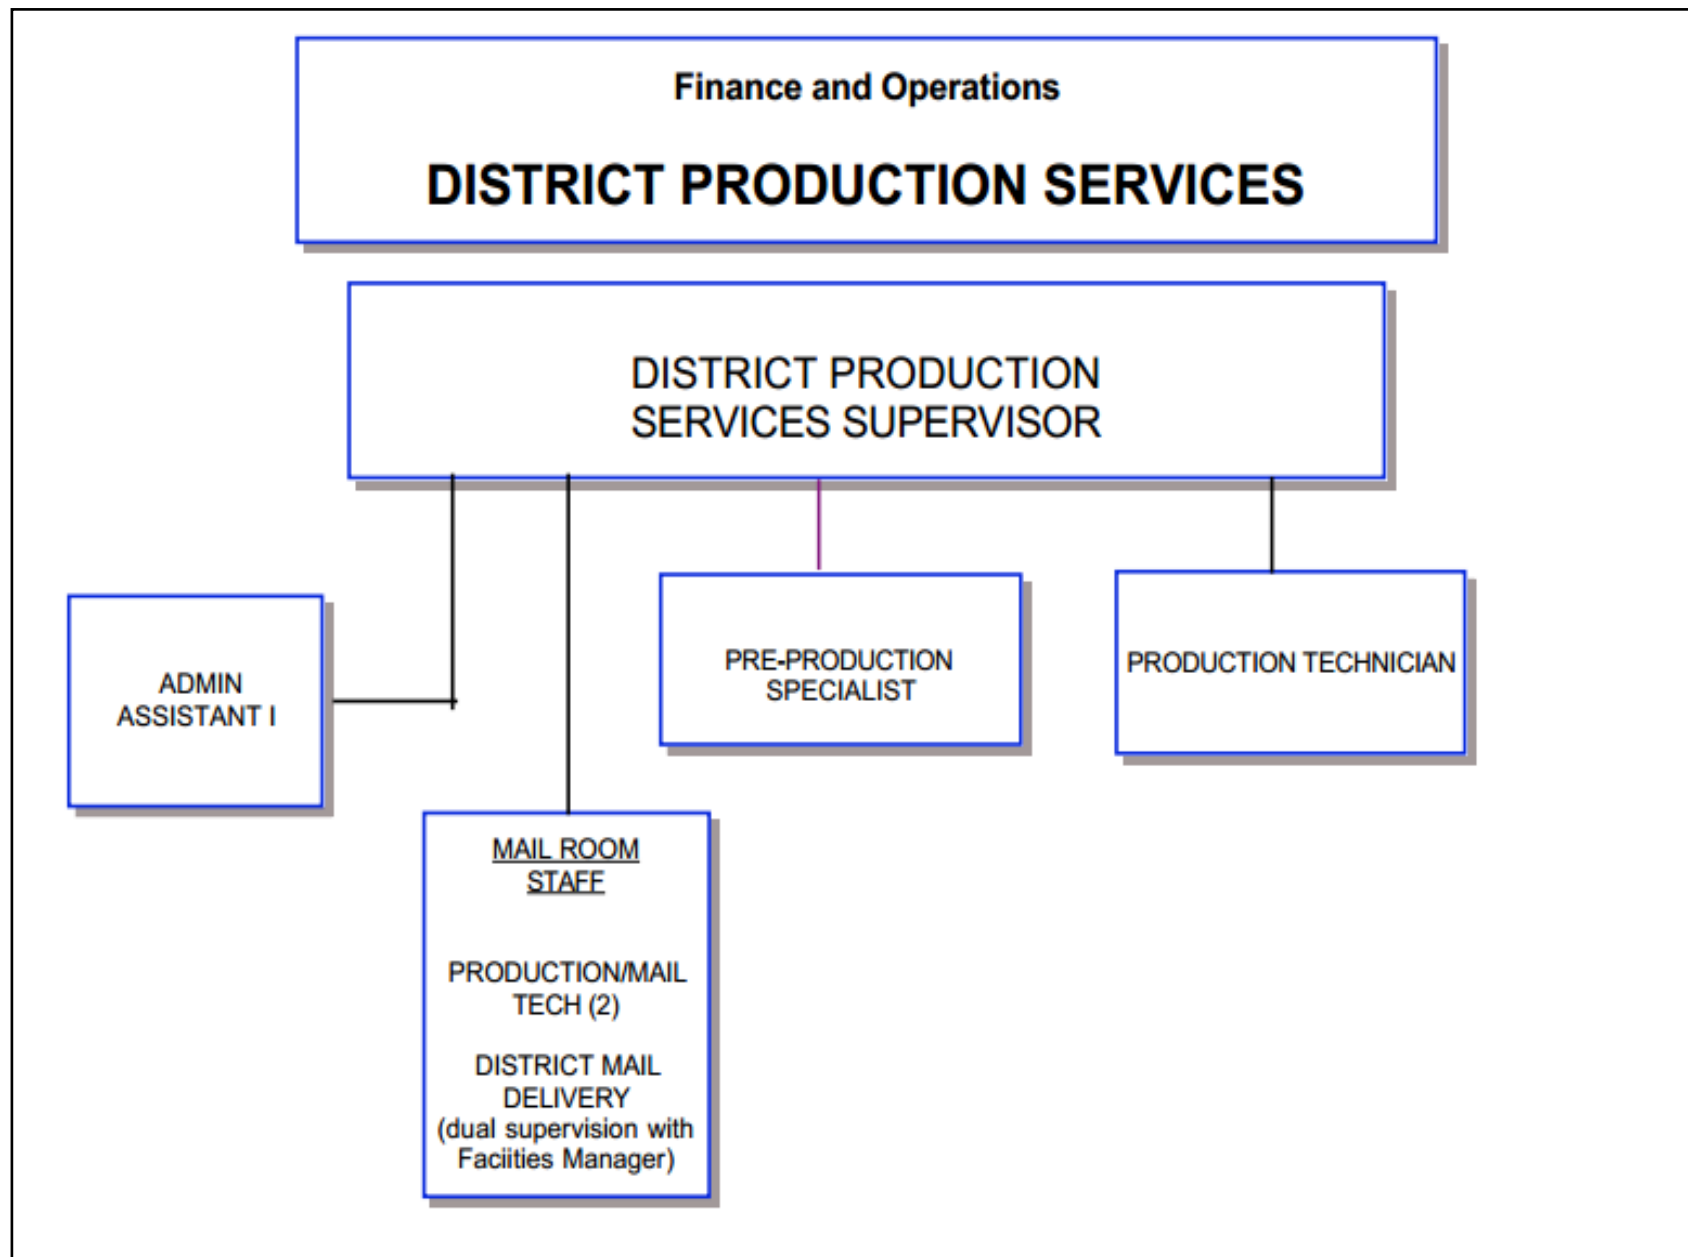 Finance and Operations
DISTRICT PRODUCTION SERVICES
DISTRICT PRODUCTION
SERVICES SUPERVISOR
ADMIN
ASSISTANT I
PRE-PRODUCTION
SPECIALIST
PRODUCTION TECHNICIAN
MAIL ROOM
STAFF
PRODUCTION/MAIL
TECH (2)
DISTRICT MAIL
DELIVERY
(dual supervision with
Faciities Manager)